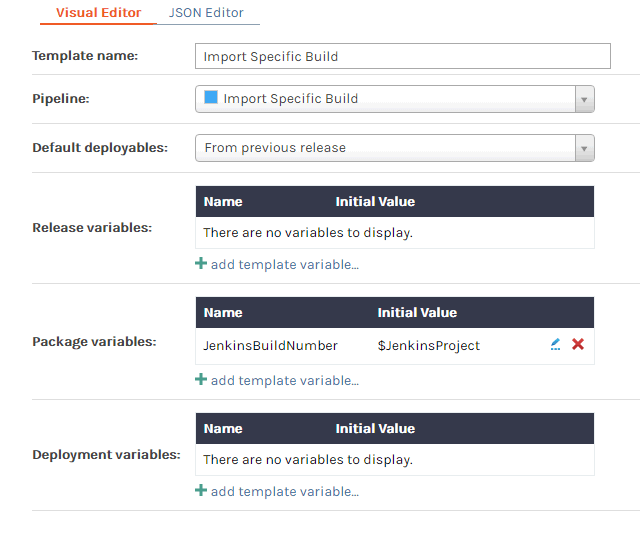 Visual Editor JSON Editor
Template name: Import Specific Build
Pipeline: Import Specific Build
Default deployables: From previous release
Name Initial Value
Release variables: There are no variables to display.
+ add template variable...
Name Initial Value
Package variables: JenkinsBuildNumber $JenkinsProject
+ add template variable...
Name Initial Value
Deployment variables: There are no variables to display.
+ add template variable...